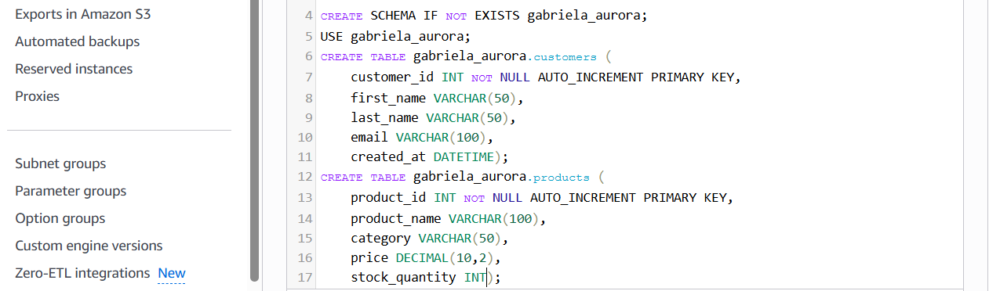 Exports in Amazon S3
Automated backups
Reserved instances
Proxies
Subnet groups
Parameter groups
Option groups
Custom engine versions
Zero-ETL integrations New
4 CREATE SCHEMA IF NOT EXISTS gabriela_aurora;
5 USE gabriela_aurora;
6 CREATE TABLE gabriela_aurora.customers (
7 customer_id INT NOT NULL AUTO_INCREMENT PRIMARY KEY,
8 first_name VARCHAR(50),
9 last_name VARCHAR(50),
10 email VARCHAR(100),
11 created_at DATETIME);
12 CREATE TABLE gabriela_aurora.products (
13 product_id INT NOT NULL AUTO_INCREMENT PRIMARY KEY,
14 product_name VARCHAR(100),
15 category VARCHAR(50),
16 price DECIMAL(10,2),
17 stock_quantity INT);